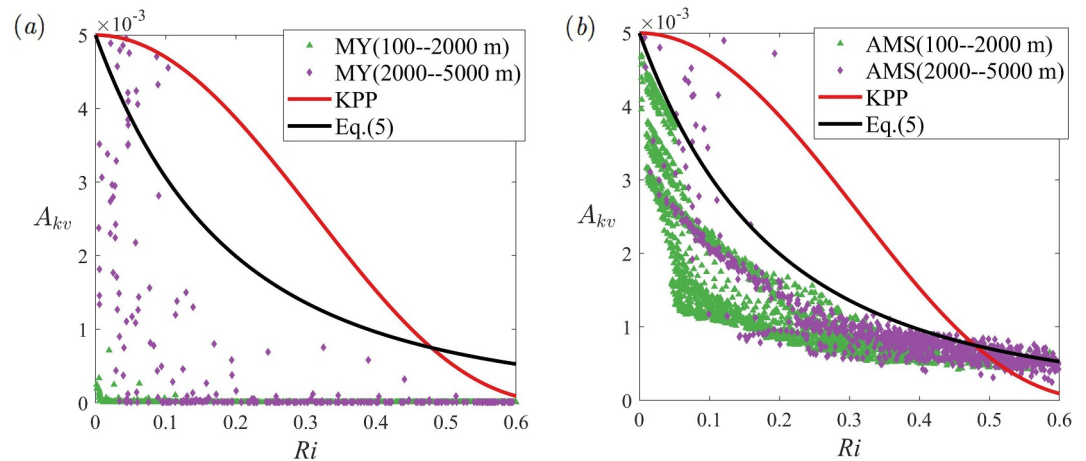 (a)
×10⁻³
5
4
3
2
1
0
A_kv
0 0.1 0.2 0.3 0.4 0.5 0.6
Ri
MY(100--2000 m)
MY(2000--5000 m)
KPP
Eq.(5)
(b)
×10⁻³
5
4
3
2
1
0
A_kv
0 0.1 0.2 0.3 0.4 0.5 0.6
Ri
AMS(100--2000 m)
AMS(2000--5000 m)
KPP
Eq.(5)